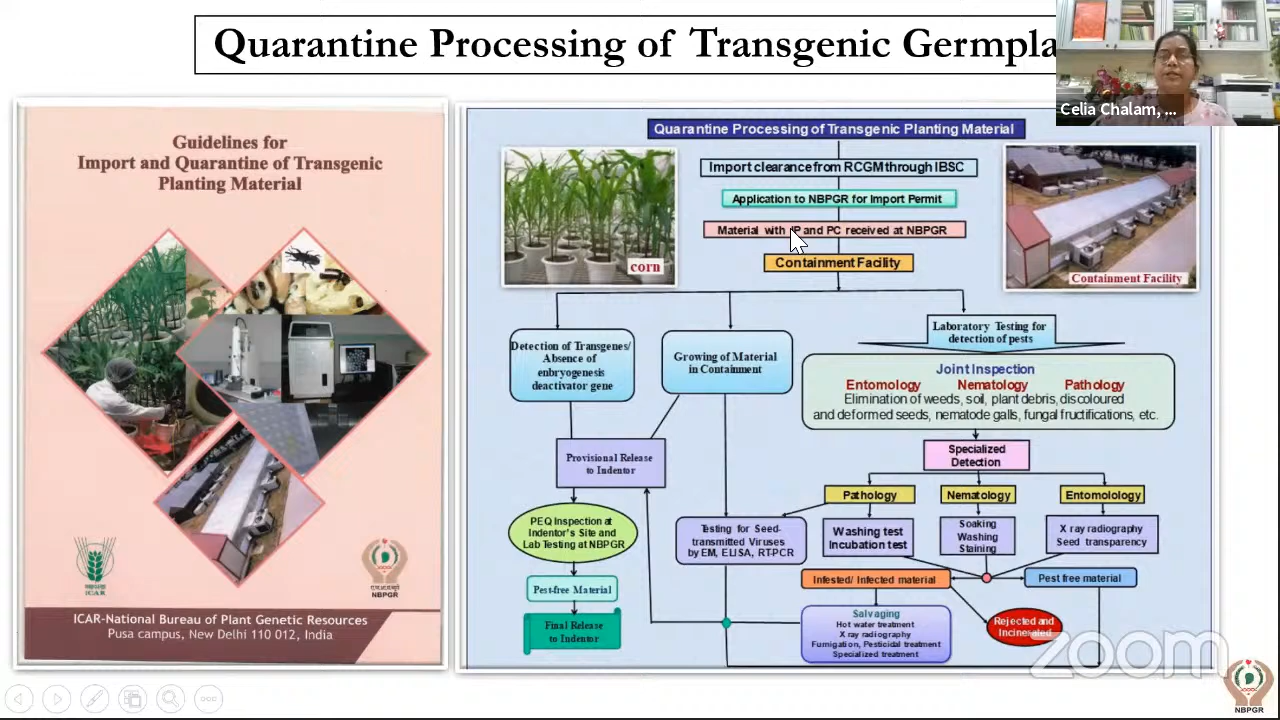 Quarantine Processing of Transgenic Germpla
Celia Chalam, ...
Guidelines for
Import and Quarantine of Transgenic
Planting Material
ICAR
NBPGR
ICAR-National Bureau of Plant Genetic Resources
Pusa campus, New Delhi 110 012, India
Quarantine Processing of Transgenic Planting Material
Import clearance from RCGM through IBSC
Application to NBPGR for Import Permit
Material with IP and PC received at NBPGR
Containment Facility
corn
Containment Facility
Detection of Transgenes/
Absence of
enbryogenesis
deactivator gene
Growing of Material
in Containment
Laboratory Testing for
detection of pests
Joint Inspection
Entomology Nematology Pathology
Elimination of weeds, soil, plant debris, discoloured
and deformed seeds, nematode galls, fungal fructifications, etc.
Specialized
Detection
Provisional Release
to Indentor
Pathology
Nematology
Entomolology
PEQ Inspection at
Indentor's Site and
Lab Testing at NBPGR
Testing for Seed-
transmitted Viruses
by EM, ELISA, RT-PCR
Washing test
Incubation test
Soaking
Washing
Staining
X ray radiography
Seed transparency
Infested/ Infected material
Pest free material
Pest-free Material
Final Release
to Indentor
Salvaging
Hot water treatment
X ray radiography
Fumigation, Pesticidal treatment
Specialized treatment
Rejected and
Incinerated
zoom
NBPGR